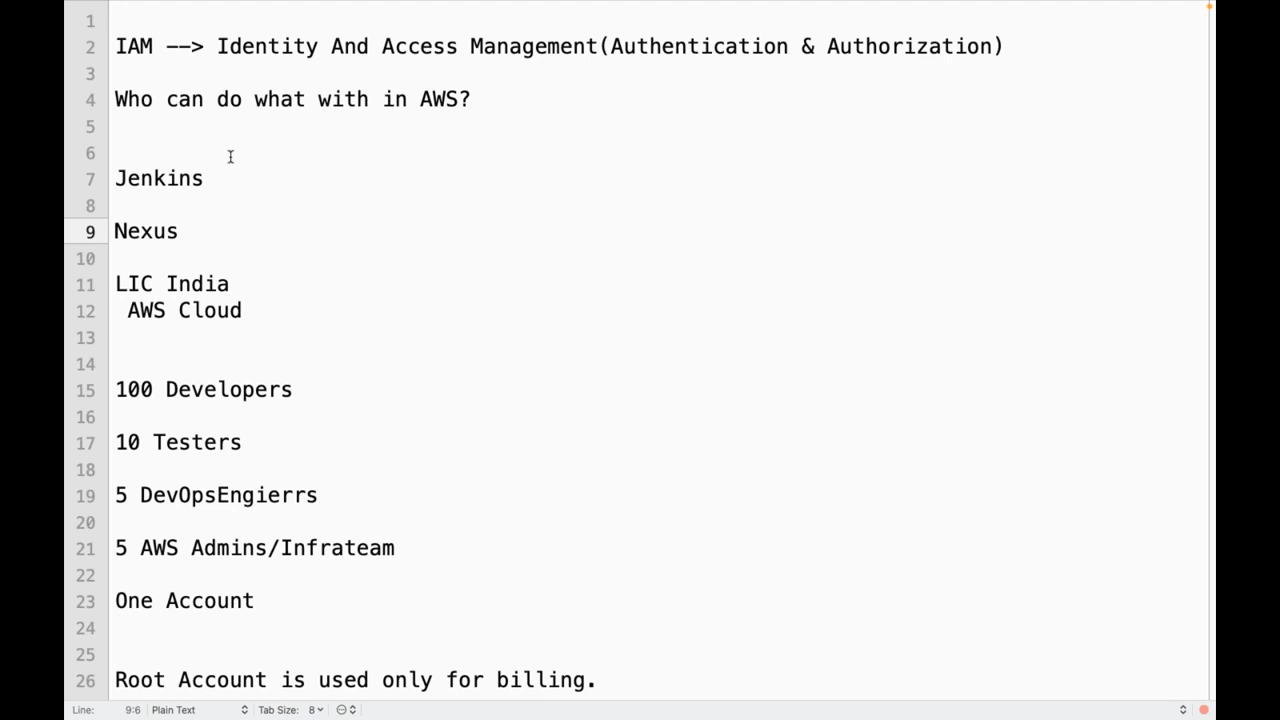 1
2 IAM --> Identity And Access Management(Authentication & Authorization)
3
4 Who can do what with in AWS?
5
6
7 Jenkins
8
9 Nexus
10
11 LIC India
12 AWS Cloud
13
14
15 100 Developers
16
17 10 Testers
18
19 5 DevOpsEngierrs
20
21 5 AWS Admins/Infrateam
22
23 One Account
24
25
26 Root Account is used only for billing.
Line: 9:6 Plain Text Tab Size: 8